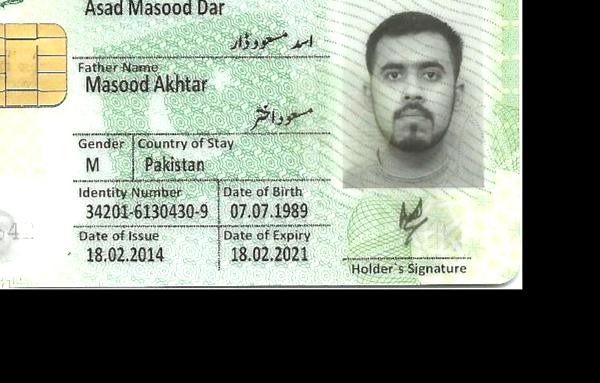 Asad Masood Dar
اسد مسعود ڈار
Father Name
Masood Akhtar
مسعود اختر
Gender Country of Stay
M Pakistan
Identity Number Date of Birth
34201-6130430-9 07.07.1989
Date of Issue Date of Expiry
18.02.2014 18.02.2021
Holder`s Signature